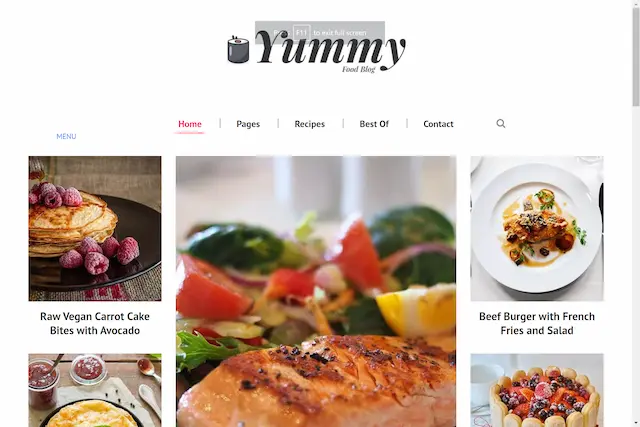 F11 to exit full screen
Yummy
Food Blog
Home | Pages | Recipes | Best Of | Contact
MENU
Raw Vegan Carrot Cake
Bites with Avocado
Beef Burger with French
Fries and Salad